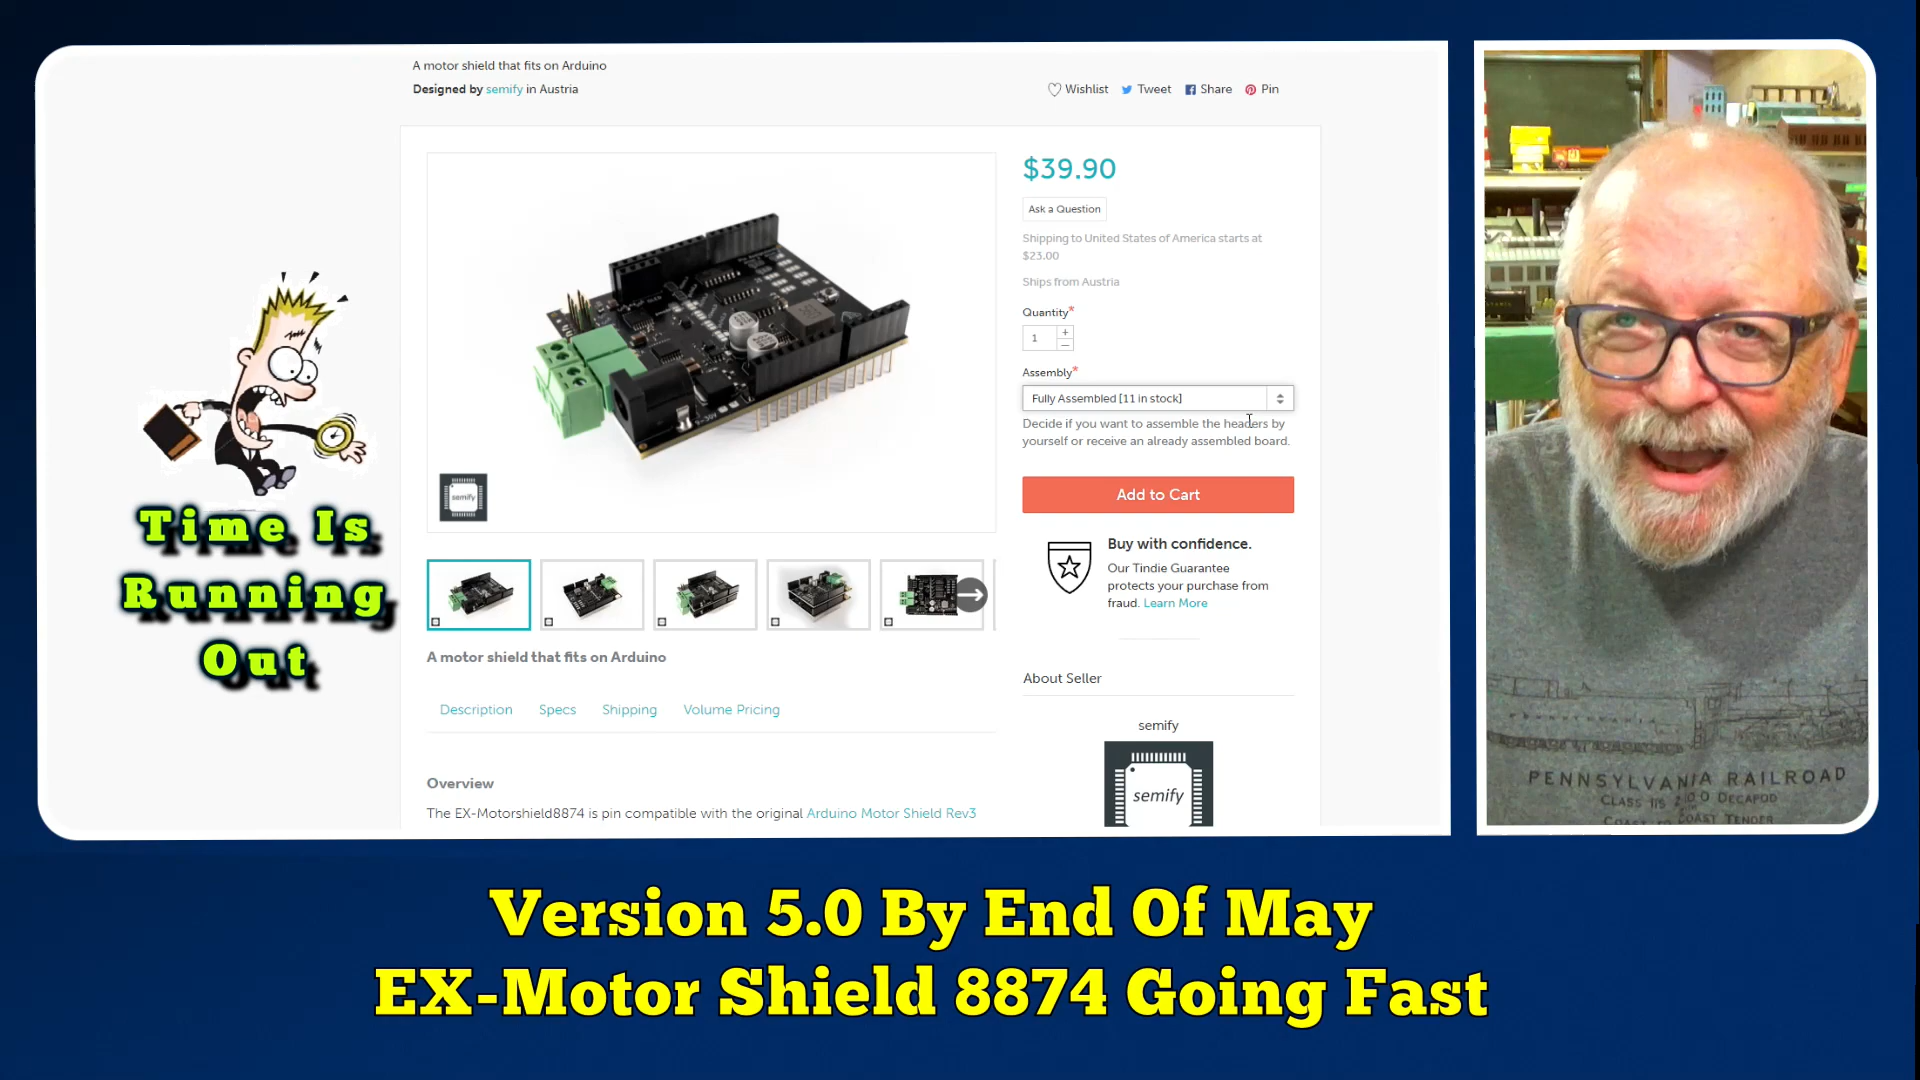 A motor shield that fits on Arduino
Designed by semify in Austria
Wishlist Tweet Share Pin
$39.90
Ask a Question
Shipping to United States of America starts at
$23.00
Ships from Austria
Quantity*
1 + −
Assembly*
Fully Assembled [11 in stock]
Decide if you want to assemble the headers by
yourself or receive an already assembled board.
Add to Cart
Buy with confidence.
Our Tindie Guarantee
protects your purchase from
fraud. Learn More
semify
A motor shield that fits on Arduino
Description Specs Shipping Volume Pricing
Overview
The EX-Motorshield8874 is pin compatible with the original Arduino Motor Shield Rev3
About Seller
semify
semify
Time Is
Running
Out
PENNSYLVANIA RAILROAD
DECAPOD
COAST TENDER
Version 5.0 By End Of May
EX-Motor Shield 8874 Going Fast